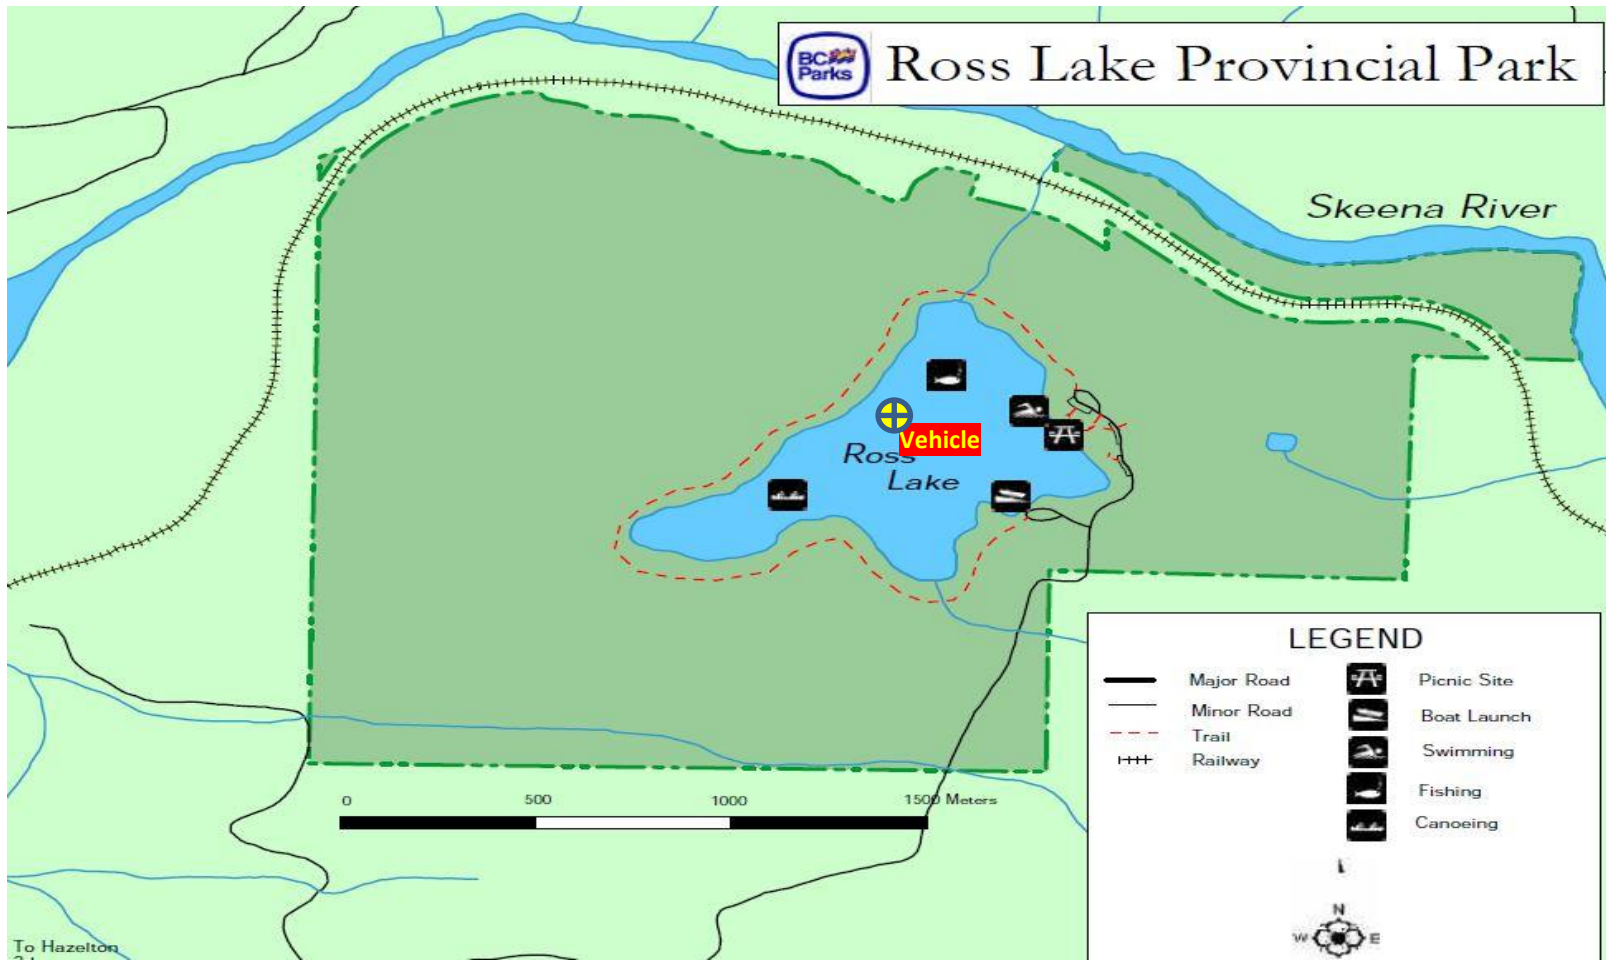 BC
Parks
Ross Lake Provincial Park
Skeena River
Vehicle
Ross
Lake
LEGEND
Major Road
Minor Road
Trail
Railway
Picnic Site
Boat Launch
Swimming
Fishing
Canoeing
0 500 1000 1500 Meters
N
W E
To Hazelton